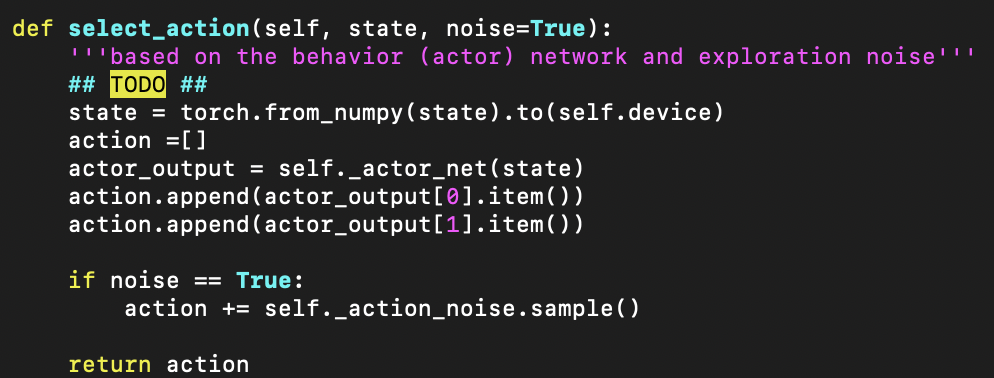 def select_action(self, state, noise=True):
    '''based on the behavior (actor) network and exploration noise'''
    ## TODO ##
    state = torch.from_numpy(state).to(self.device)
    action =[]
    actor_output = self._actor_net(state)
    action.append(actor_output[0].item())
    action.append(actor_output[1].item())

    if noise == True:
        action += self._action_noise.sample()

    return action